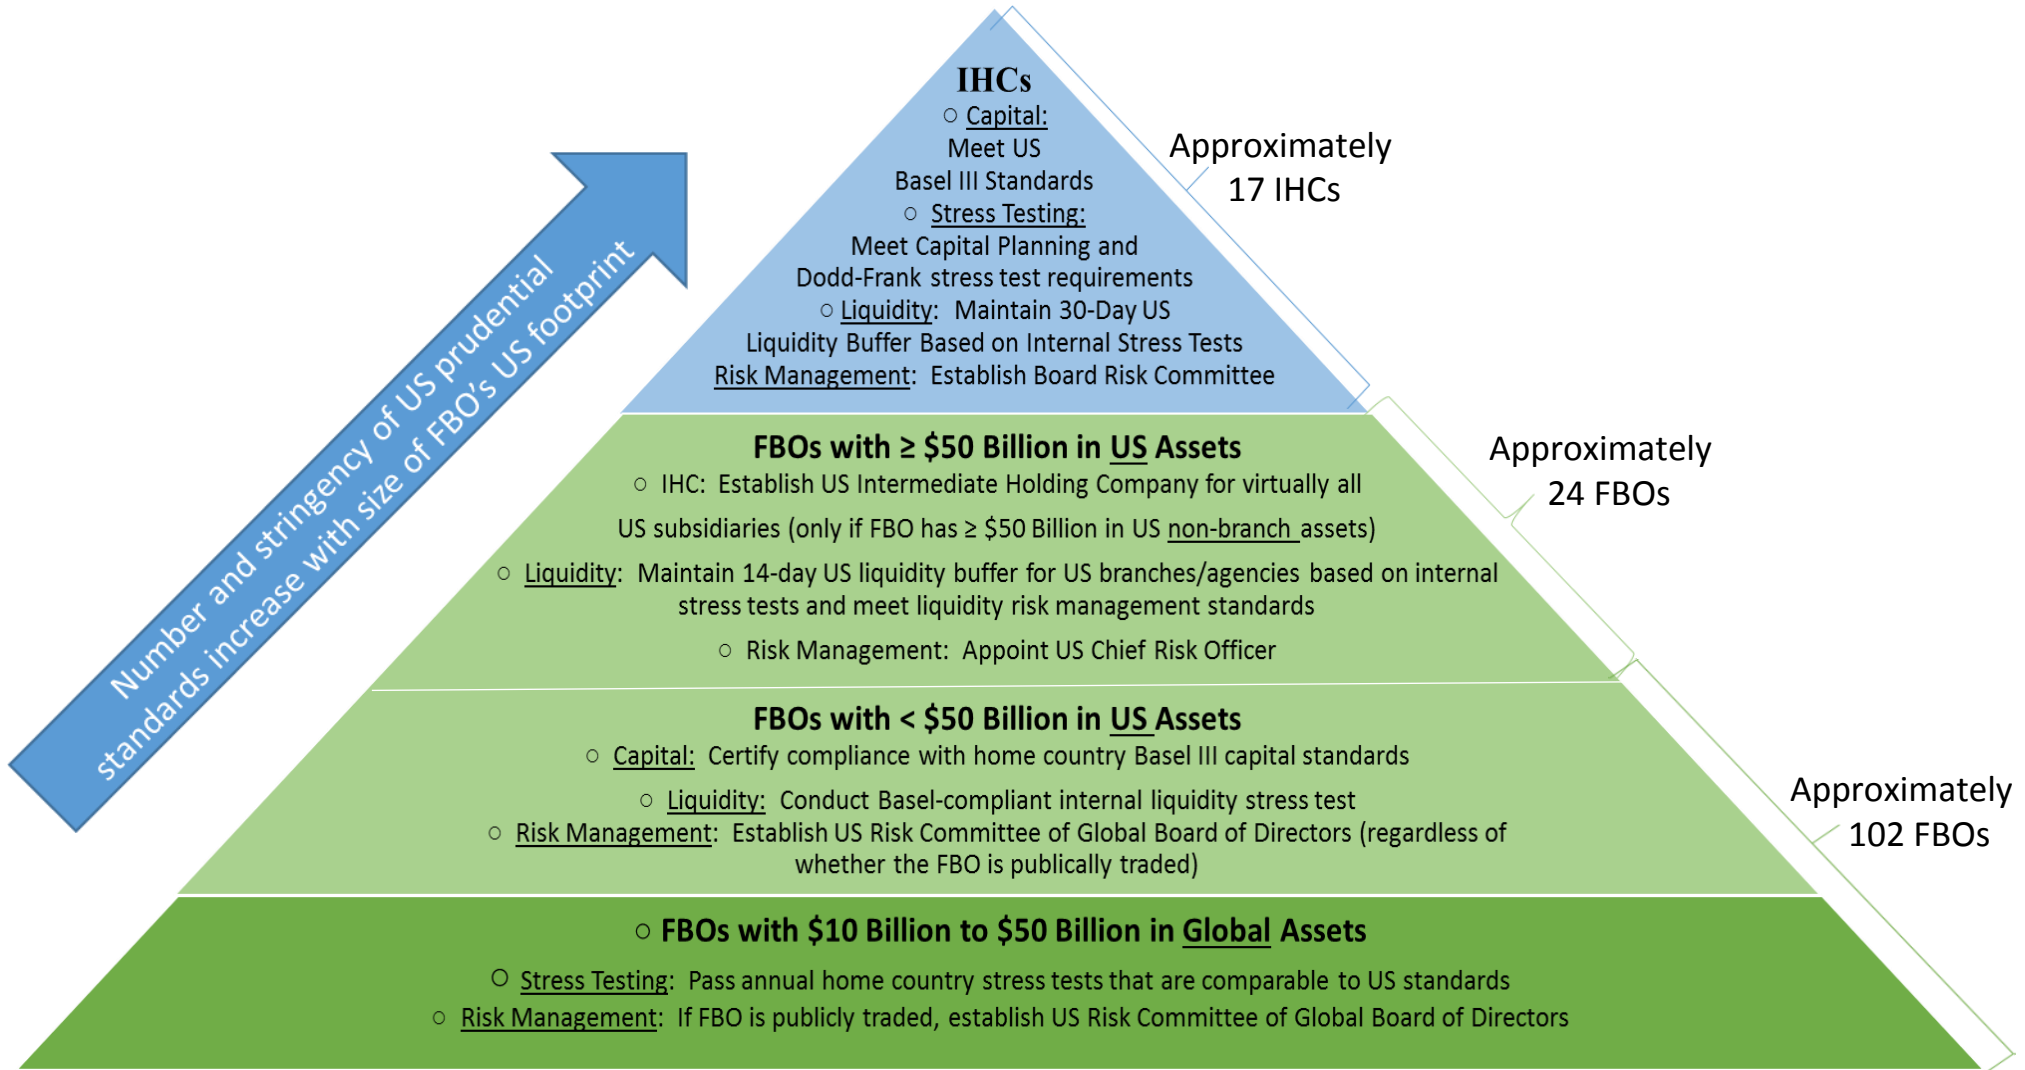 IHCs
○ Capital:
Meet US
Basel III Standards
○ Stress Testing:
Meet Capital Planning and
Dodd-Frank stress test requirements
○ Liquidity: Maintain 30-Day US
Liquidity Buffer Based on Internal Stress Tests
Risk Management: Establish Board Risk Committee
Approximately
17 IHCs
Number and stringency of US prudential
standards increase with size of FBO's US footprint
FBOs with ≥ $50 Billion in US Assets
○ IHC: Establish US Intermediate Holding Company for virtually all
US subsidiaries (only if FBO has ≥ $50 Billion in US non-branch assets)
○ Liquidity: Maintain 14-day US liquidity buffer for US branches/agencies based on internal
stress tests and meet liquidity risk management standards
○ Risk Management: Appoint US Chief Risk Officer
Approximately
24 FBOs
FBOs with < $50 Billion in US Assets
○ Capital: Certify compliance with home country Basel III capital standards
○ Liquidity: Conduct Basel-compliant internal liquidity stress test
○ Risk Management: Establish US Risk Committee of Global Board of Directors (regardless of
whether the FBO is publically traded)
Approximately
102 FBOs
○ FBOs with $10 Billion to $50 Billion in Global Assets
○ Stress Testing: Pass annual home country stress tests that are comparable to US standards
○ Risk Management: If FBO is publicly traded, establish US Risk Committee of Global Board of Directors